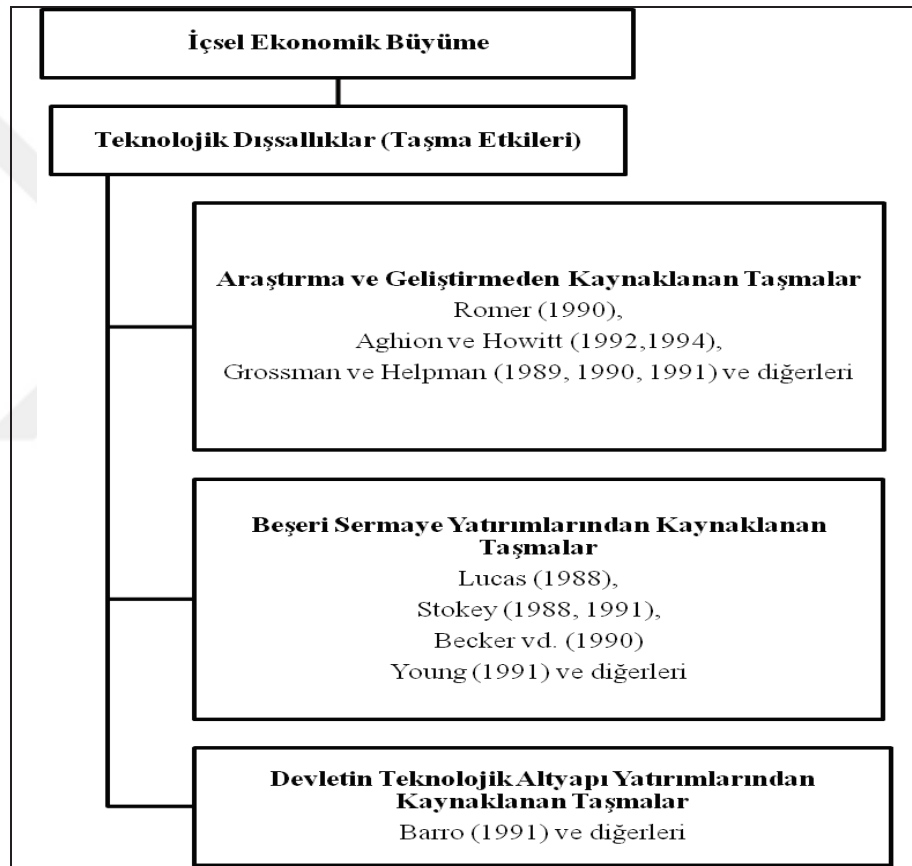 İçsel Ekonomik Büyüme
Teknolojik Dışsallıklar (Taşma Etkileri)
Araştırma ve Geliştirmeden Kaynaklanan Taşmalar
Romer (1990),
Aghion ve Howitt (1992,1994),
Grossman ve Helpman (1989, 1990, 1991) ve diğerleri
Beşeri Sermaye Yatırımlarından Kaynaklanan
Taşmalar
Lucas (1988),
Stokey (1988, 1991),
Becker vd. (1990)
Young (1991) ve diğerleri
Devletin Teknolojik Altyapı Yatırımlarından
Kaynaklanan Taşmalar
Barro (1991) ve diğerleri